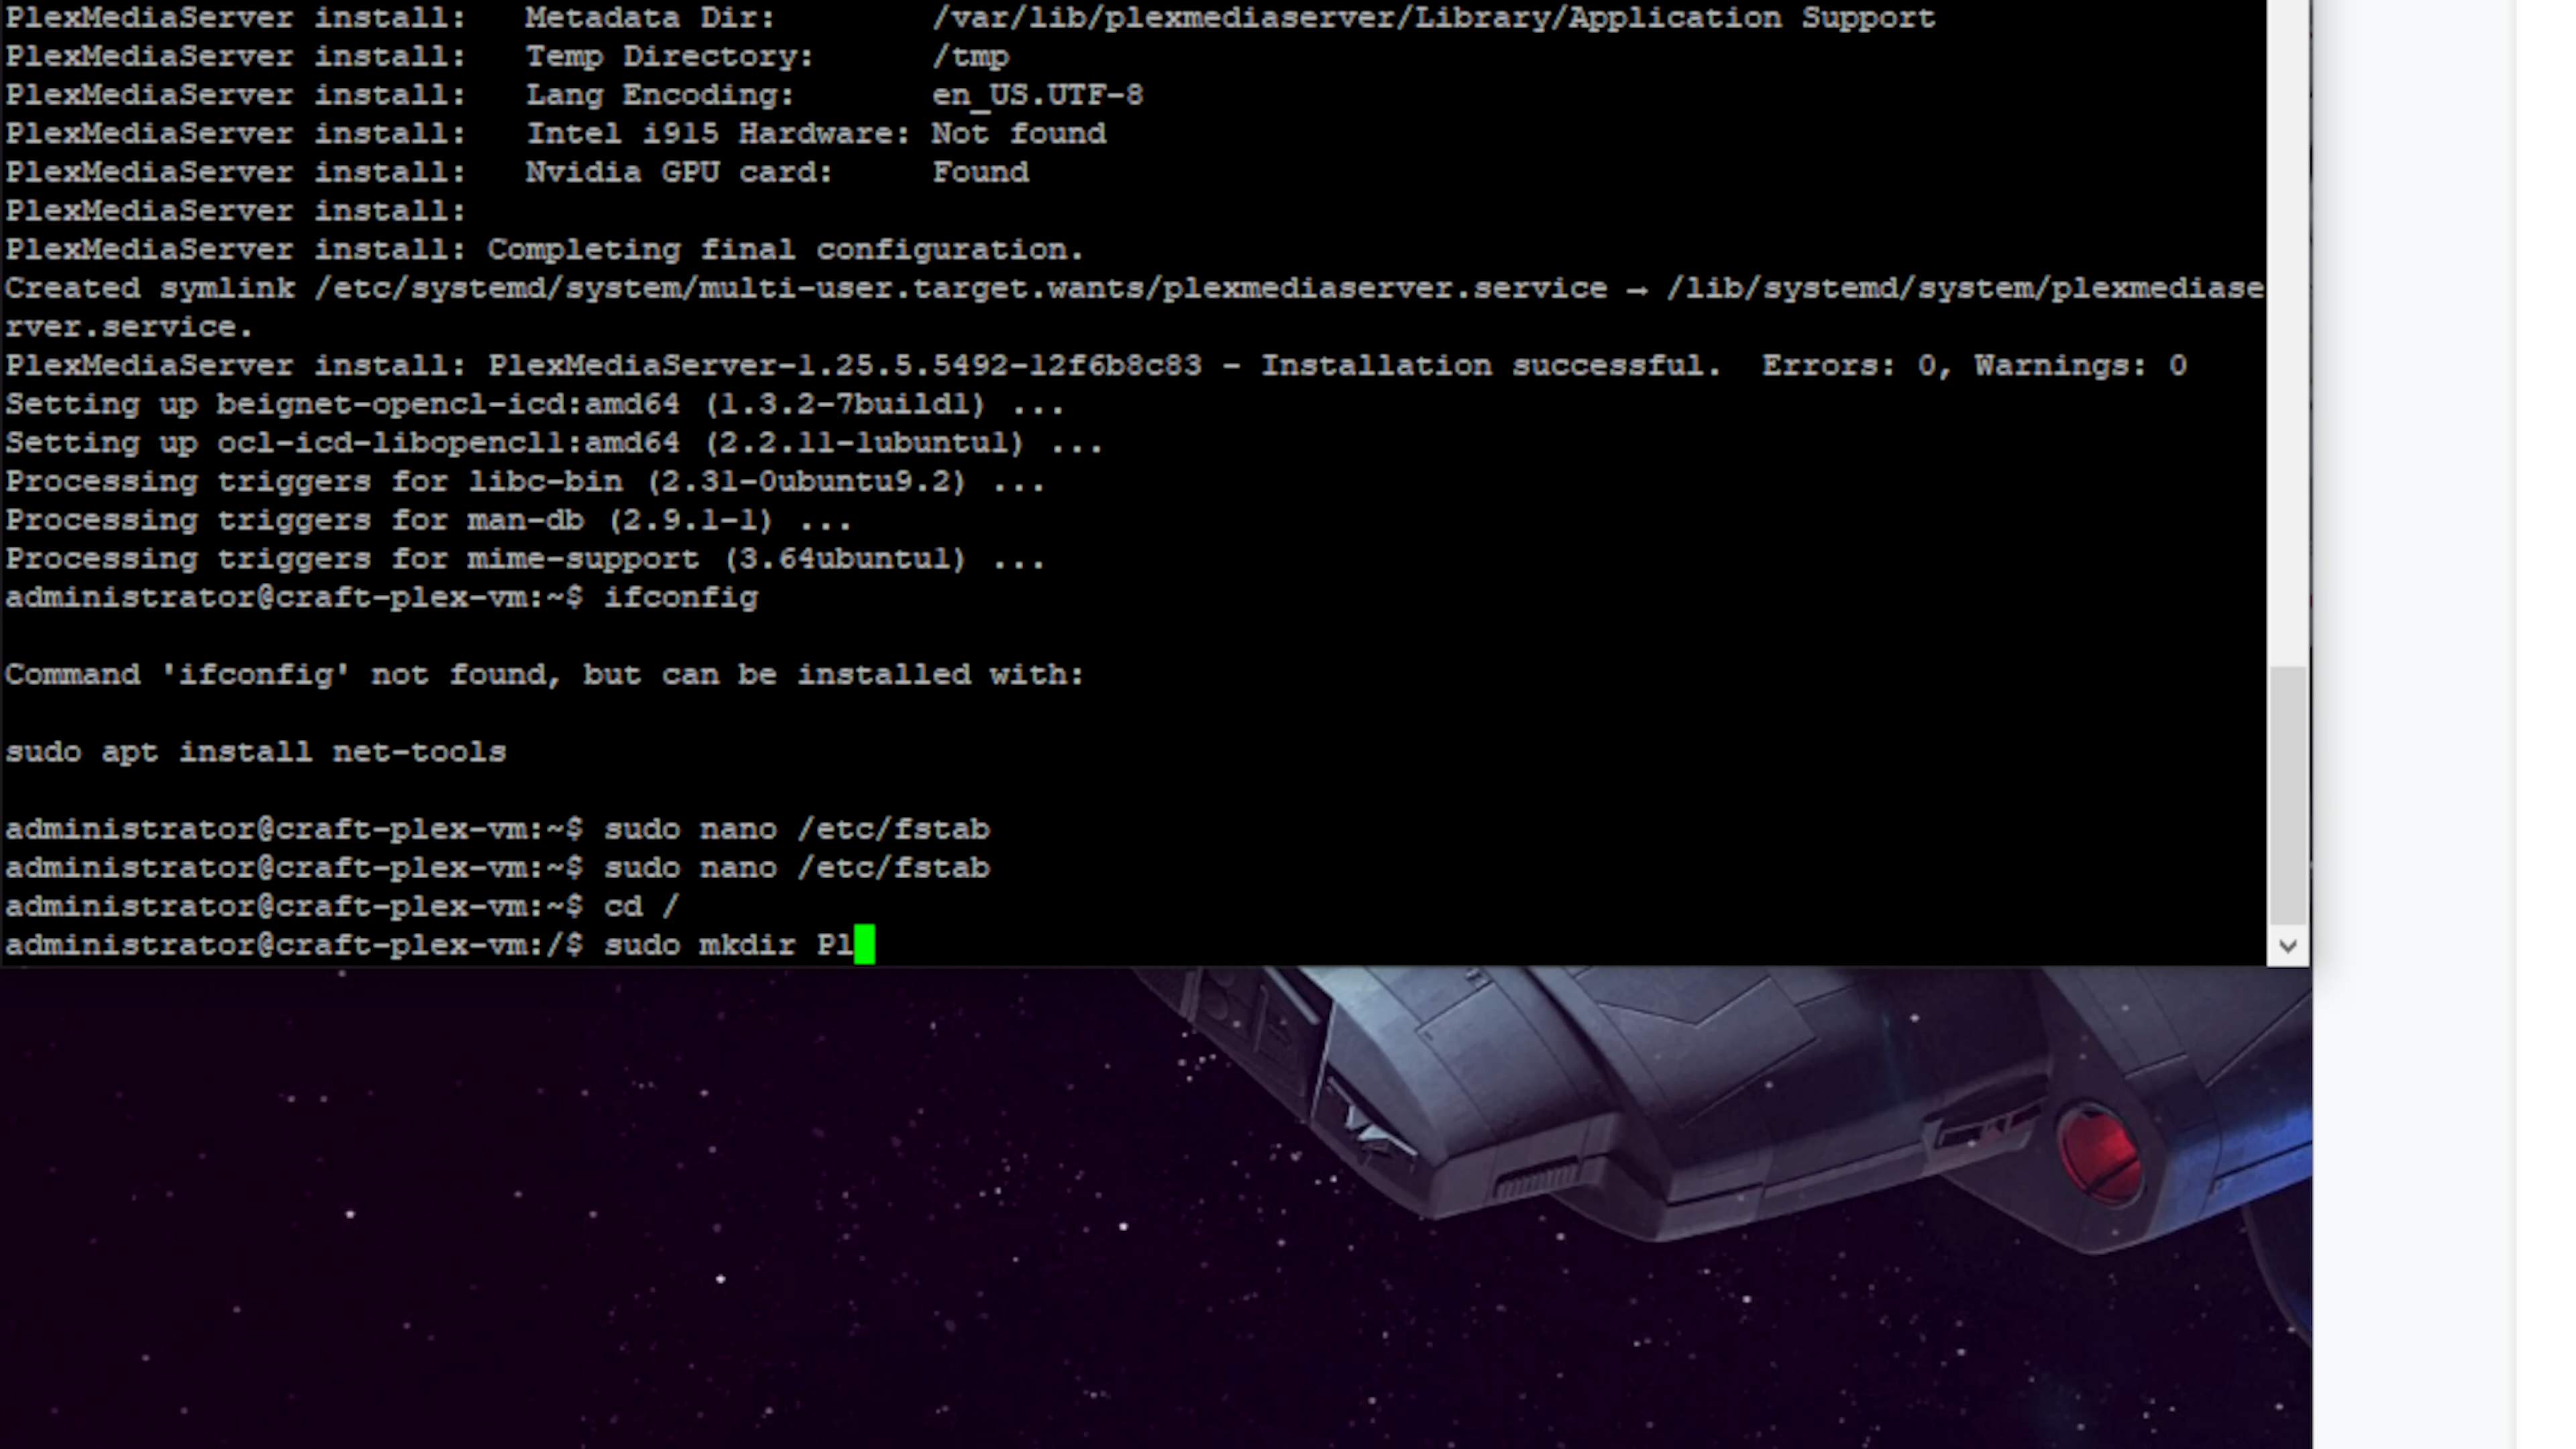 PlexMediaServer install:   Metadata Dir:        /var/lib/plexmediaserver/Library/Application Support
PlexMediaServer install:   Temp Directory:      /tmp
PlexMediaServer install:   Lang Encoding:       en_US.UTF-8
PlexMediaServer install:   Intel i915 Hardware: Not found
PlexMediaServer install:   Nvidia GPU card:     Found
PlexMediaServer install:
PlexMediaServer install: Completing final configuration.
Created symlink /etc/systemd/system/multi-user.target.wants/plexmediaserver.service → /lib/systemd/system/plexmediase
rver.service.
PlexMediaServer install: PlexMediaServer-1.25.5.5492-12f6b8c83 - Installation successful.  Errors: 0, Warnings: 0
Setting up beignet-opencl-icd:amd64 (1.3.2-7build1) ...
Setting up ocl-icd-libopencl1:amd64 (2.2.11-1ubuntu1) ...
Processing triggers for libc-bin (2.31-0ubuntu9.2) ...
Processing triggers for man-db (2.9.1-1) ...
Processing triggers for mime-support (3.64ubuntu1) ...
administrator@craft-plex-vm:~$ ifconfig
Command 'ifconfig' not found, but can be installed with:
sudo apt install net-tools
administrator@craft-plex-vm:~$ sudo nano /etc/fstab
administrator@craft-plex-vm:~$ sudo nano /etc/fstab
administrator@craft-plex-vm:~$ cd /
administrator@craft-plex-vm:/$ sudo mkdir Pl